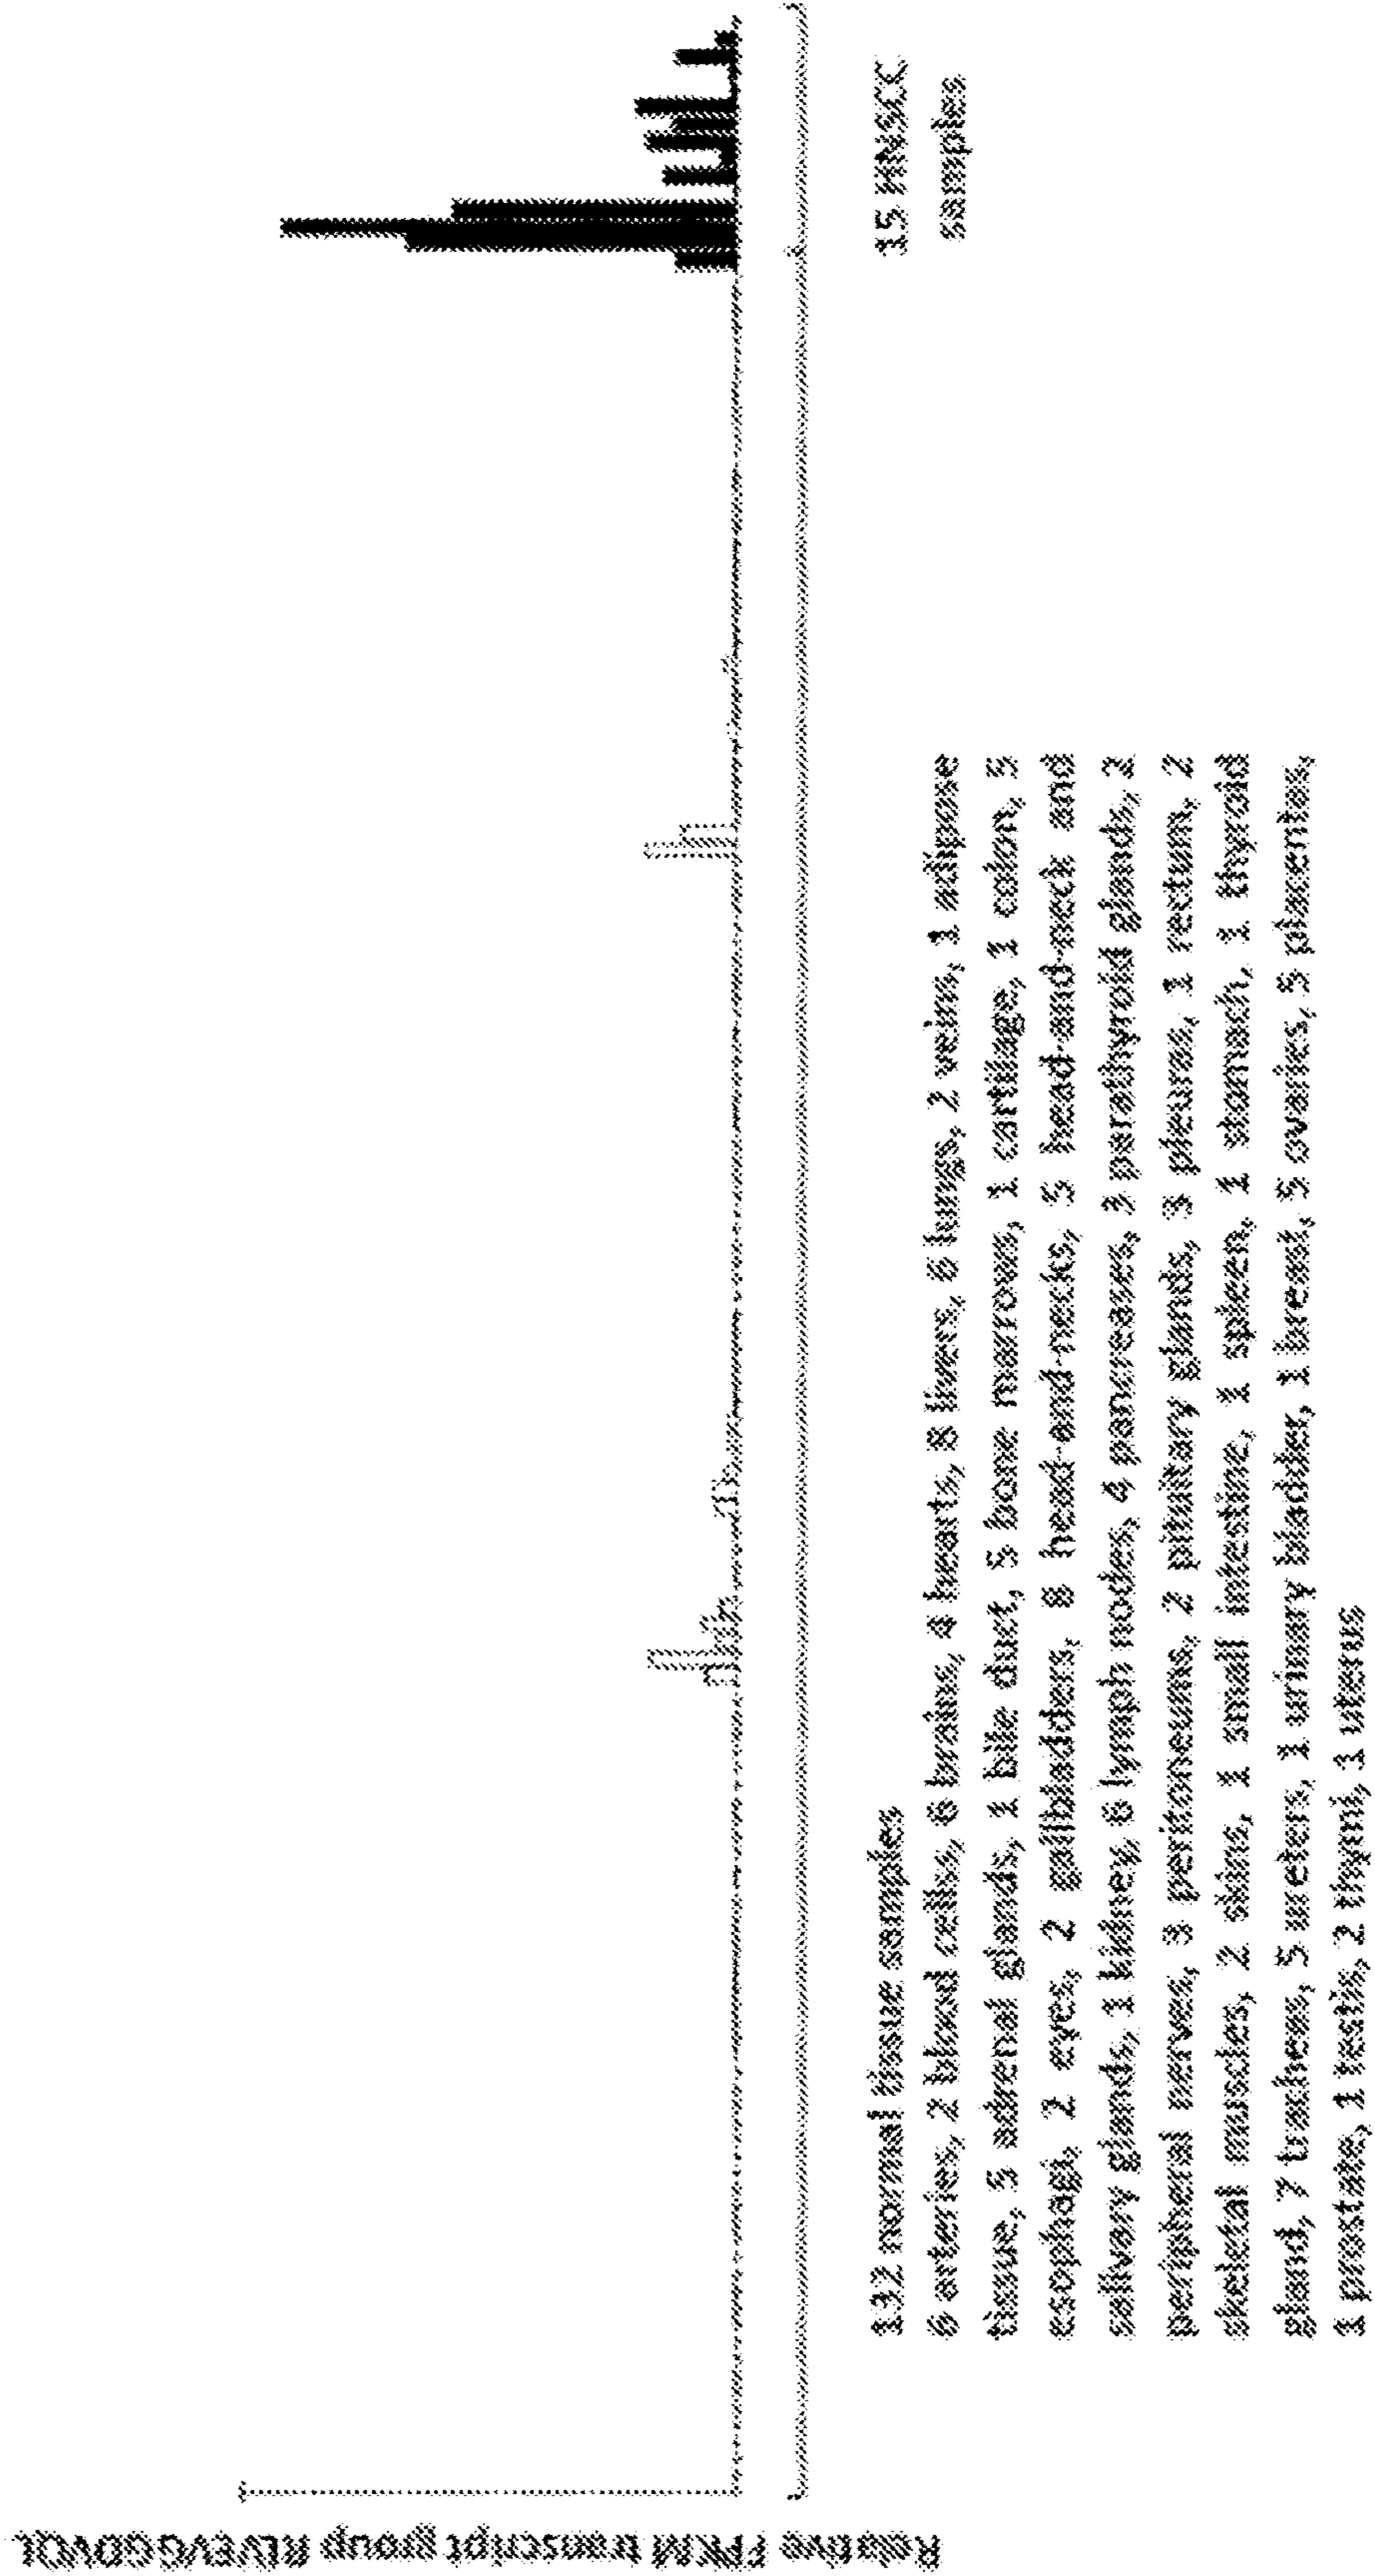 Relative FPKM transcript group RLVEVGGDVQL
132 normal tissue samples
6 arteries, 2 blood cells, 6 brains, 4 hearts, 8 livers, 6 lungs, 2 veins, 1 adipose
tissue, 5 adrenal glands, 1 bile duct, 5 bone marrows, 1 cartilage, 1 colon, 5
esophagi, 2 eyes, 2 gallbladders, 8 head-and-necks, 5 head-and-neck and
salivary glands, 1 kidney, 6 lymph nodes, 4 pancreases, 3 parathyroid glands, 2
peripheral nerves, 3 peritoneums, 2 pituitary glands, 3 pleuras, 1 rectum, 2
skeletal muscles, 2 skins, 1 small intestine, 1 spleen, 1 stomach, 1 thyroid
gland, 7 tracheas, 5 ureters, 1 urinary bladder, 1 breast, 5 ovaries, 5 placentas,
1 prostate, 1 testis, 2 thymi, 1 uterus
15 HNSCC
samples